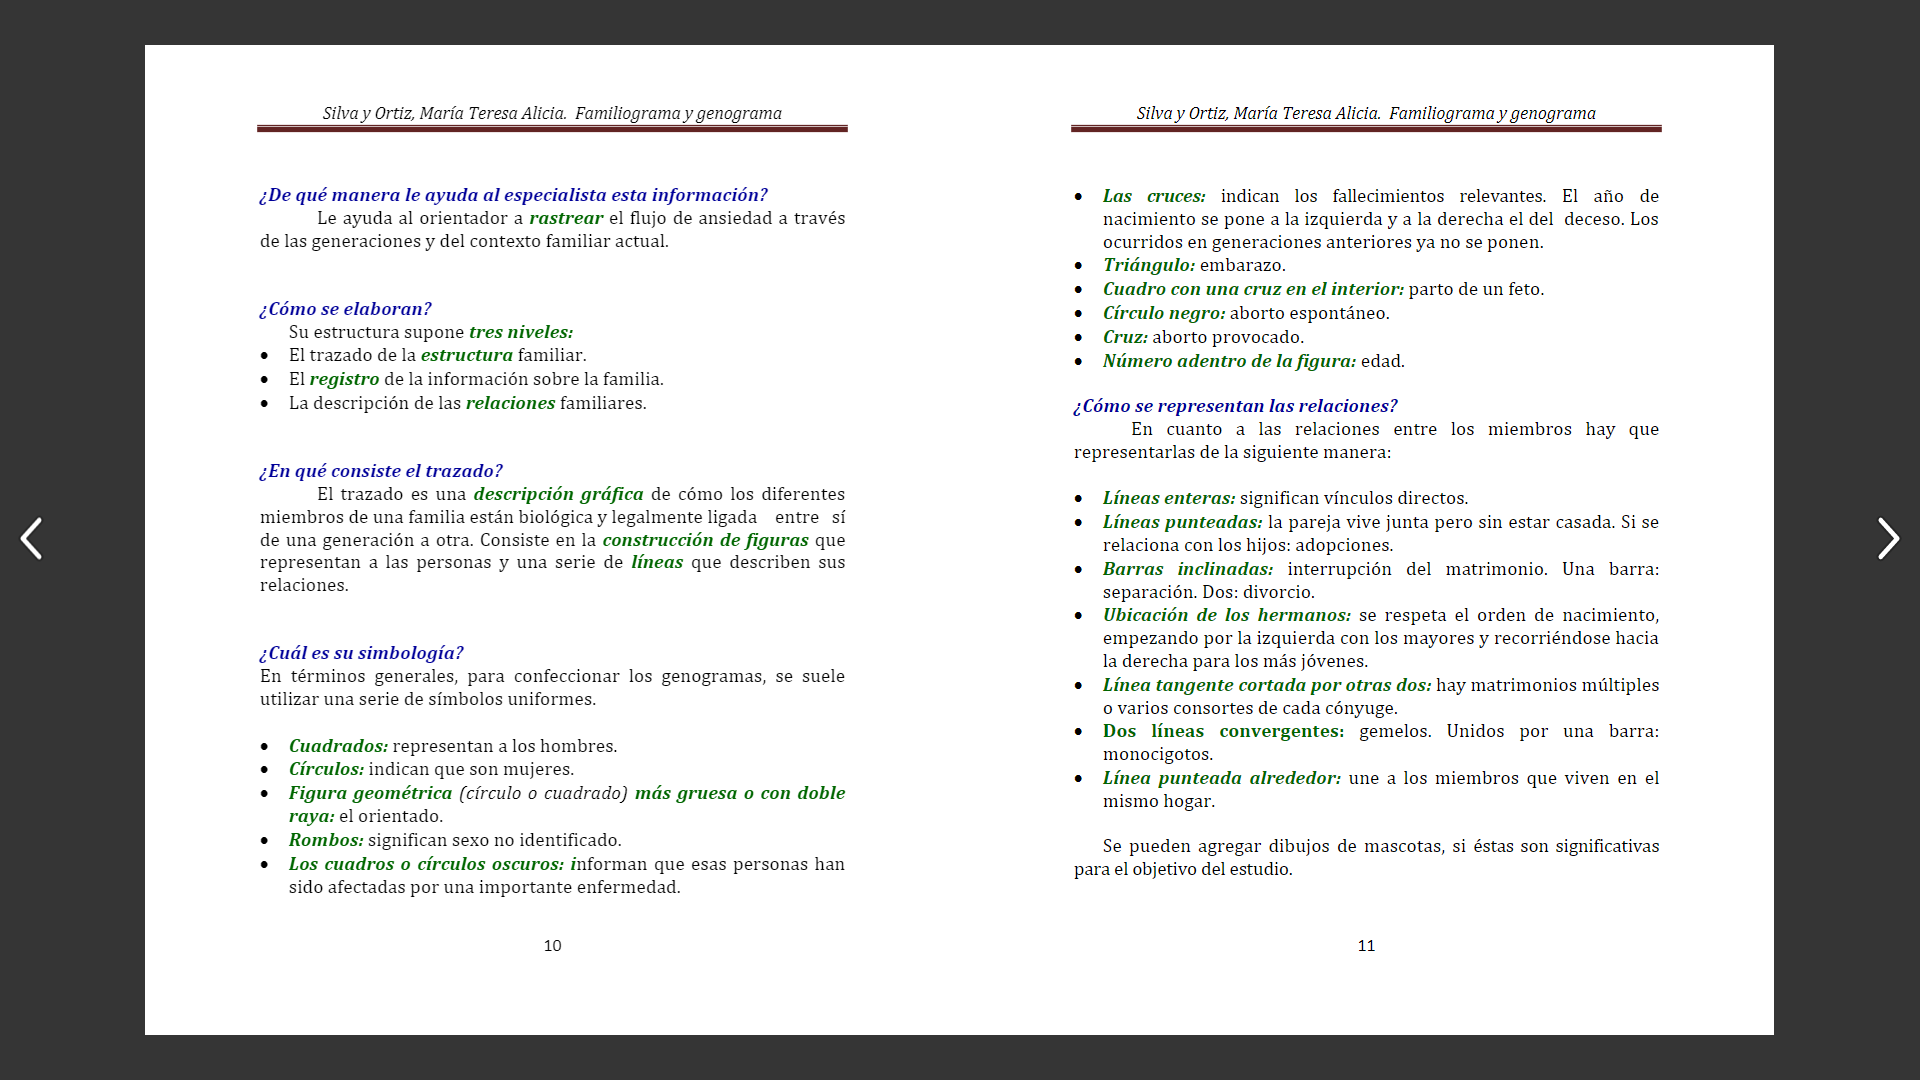 Silva y Ortiz, María Teresa Alicia.  Familiograma y genograma
¿De qué manera le ayuda al especialista esta información?
Le ayuda al orientador a rastrear el flujo de ansiedad a través
de las generaciones y del contexto familiar actual.
¿Cómo se elaboran?
Su estructura supone tres niveles:
• El trazado de la estructura familiar.
• El registro de la información sobre la familia.
• La descripción de las relaciones familiares.
¿En qué consiste el trazado?
El trazado es una descripción gráfica de cómo los diferentes
miembros de una familia están biológica y legalmente ligada entre sí
de una generación a otra. Consiste en la construcción de figuras que
representan a las personas y una serie de líneas que describen sus
relaciones.
¿Cuál es su simbología?
En términos generales, para confeccionar los genogramas, se suele
utilizar una serie de símbolos uniformes.
• Cuadrados: representan a los hombres.
• Círculos: indican que son mujeres.
• Figura geométrica (círculo o cuadrado) más gruesa o con doble
raya: el orientado.
• Rombos: significan sexo no identificado.
• Los cuadros o círculos oscuros: informan que esas personas han
sido afectadas por una importante enfermedad.
10
Silva y Ortiz, María Teresa Alicia.  Familiograma y genograma
• Las cruces: indican los fallecimientos relevantes. El año de
nacimiento se pone a la izquierda y a la derecha el del deceso. Los
ocurridos en generaciones anteriores ya no se ponen.
• Triángulo: embarazo.
• Cuadro con una cruz en el interior: parto de un feto.
• Círculo negro: aborto espontáneo.
• Cruz: aborto provocado.
• Número adentro de la figura: edad.
¿Cómo se representan las relaciones?
En cuanto a las relaciones entre los miembros hay que
representarlas de la siguiente manera:
• Líneas enteras: significan vínculos directos.
• Líneas punteadas: la pareja vive junta pero sin estar casada. Si se
relaciona con los hijos: adopciones.
• Barras inclinadas: interrupción del matrimonio. Una barra:
separación. Dos: divorcio.
• Ubicación de los hermanos: se respeta el orden de nacimiento,
empezando por la izquierda con los mayores y recorriéndose hacia
la derecha para los más jóvenes.
• Línea tangente cortada por otras dos: hay matrimonios múltiples
o varios consortes de cada cónyuge.
• Dos líneas convergentes: gemelos. Unidos por una barra:
monocigotos.
• Línea punteada alrededor: une a los miembros que viven en el
mismo hogar.
Se pueden agregar dibujos de mascotas, si éstas son significativas
para el objetivo del estudio.
11